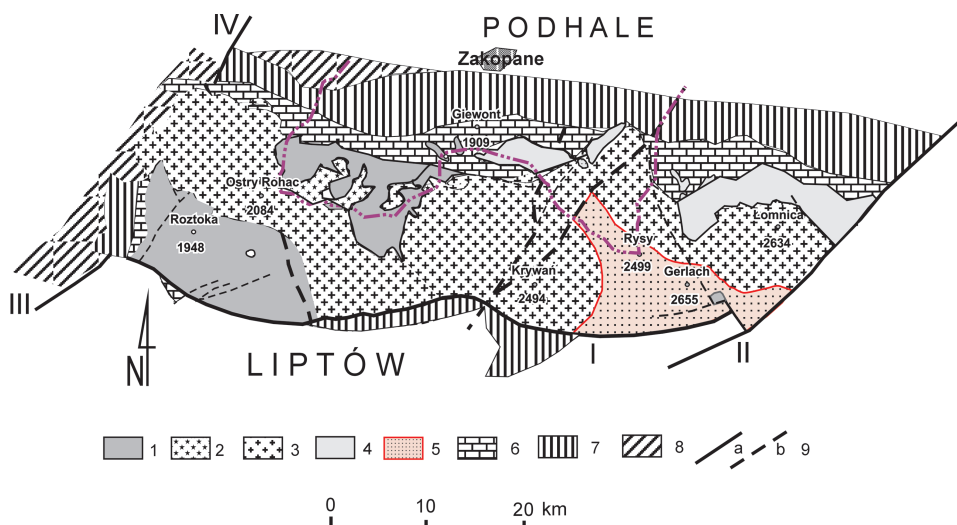 PODHALE
IV
Zakopane
Giewont
1909
Ostry Rohac
2084
Roztoka
1948
Łomnica
2634
Rysy
2499
Krywań
2494
Gerlach
2655
III
I
II
N
LIPTÓW
1 2 3 4 5 6 7 8 a b 9
0 10 20 km